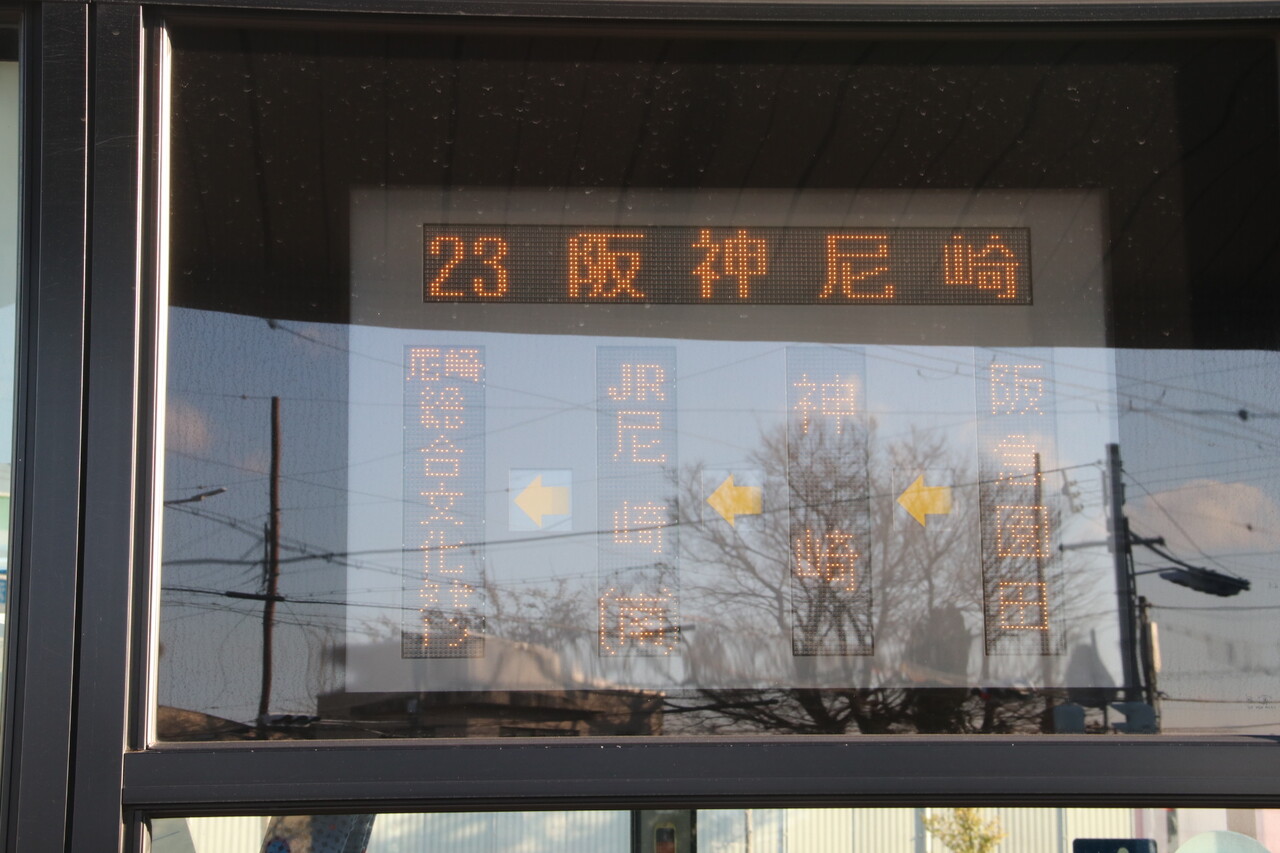 23 阪神尼崎
阪急園田
神崎
JR尼崎(南)
尼崎総合文化センター